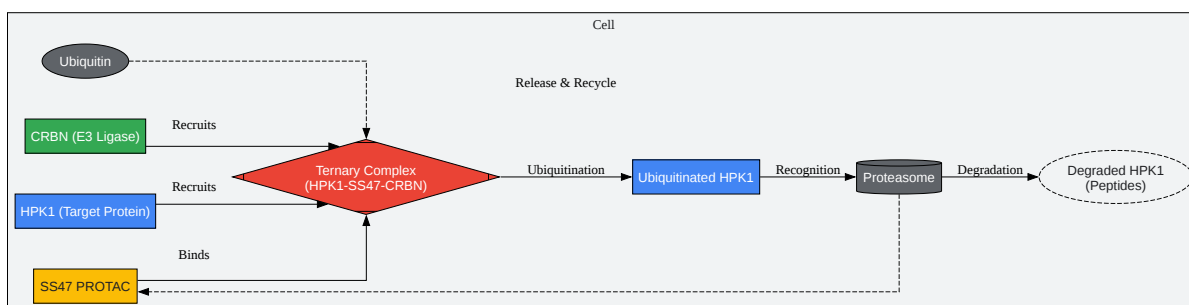 Cell
Ubiquitin
Release & Recycle
CRBN (E3 Ligase)
Recruits
HPK1 (Target Protein)
Recruits
SS47 PROTAC
Binds
Ternary Complex
(HPK1-SS47-CRBN)
Ubiquitination
Ubiquitinated HPK1
Recognition
Proteasome
Degradation
Degraded HPK1
(Peptides)